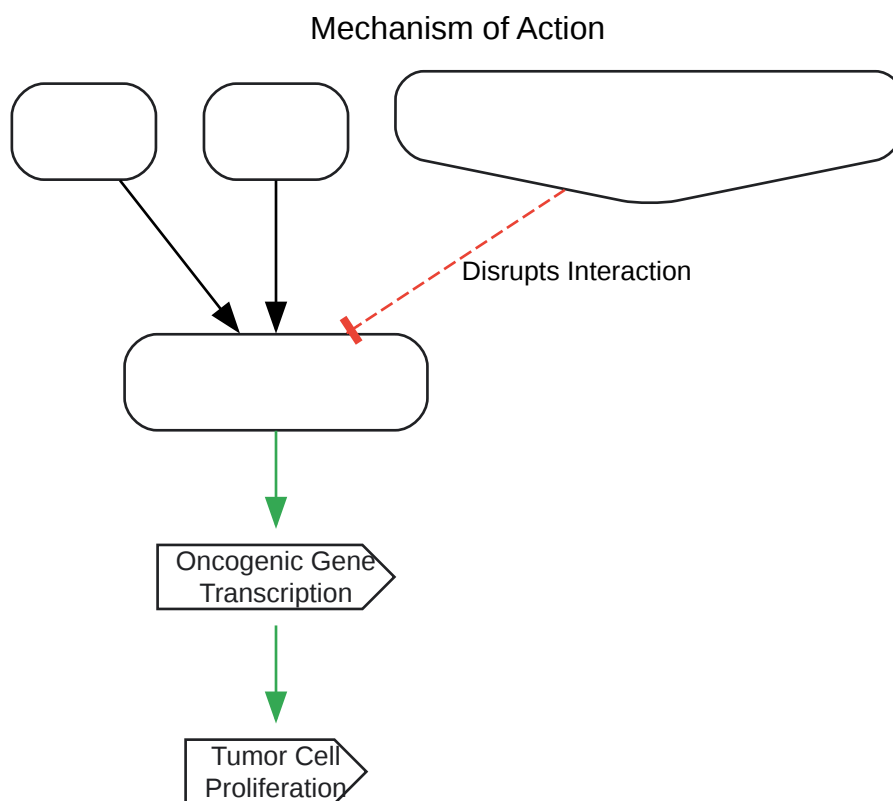 Mechanism of Action
Disrupts Interaction
Oncogenic Gene
Transcription
Tumor Cell
Proliferation